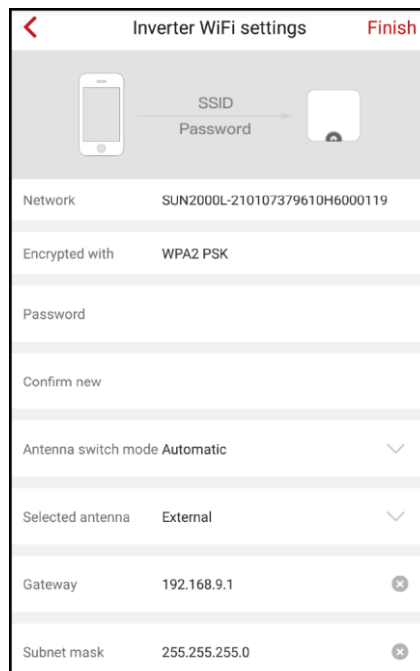 Inverter WiFi settings Finish
SSID
Password
Network SUN2000L-210107379610H6000119
Encrypted with WPA2 PSK
Password
Confirm new
Antenna switch mode Automatic
Selected antenna External
Gateway 192.168.9.1
Subnet mask 255.255.255.0